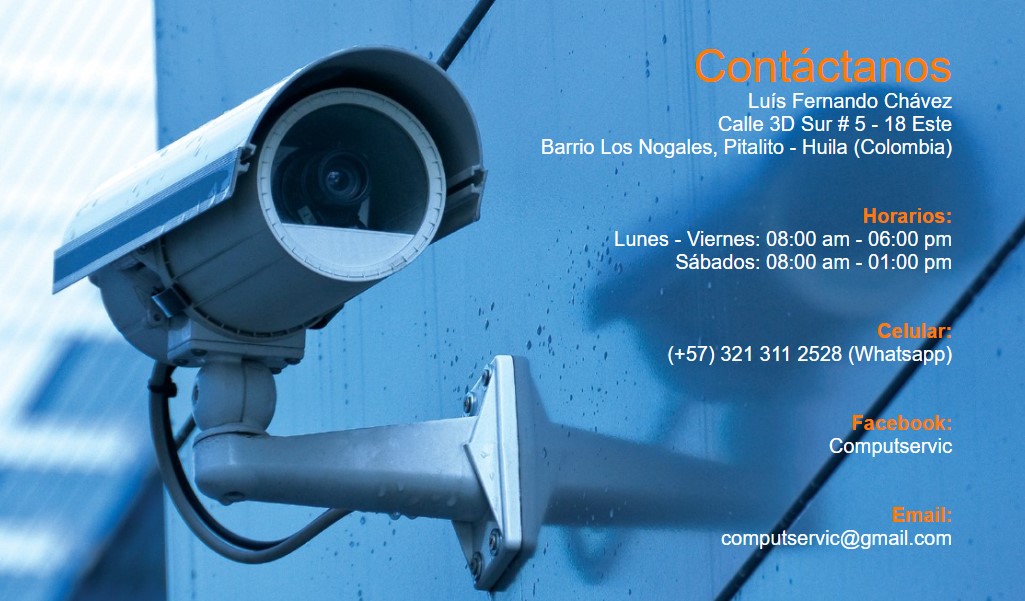 Contáctanos
Luís Fernando Chávez
Calle 3D Sur # 5 - 18 Este
Barrio Los Nogales, Pitalito - Huila (Colombia)
Horarios:
Lunes - Viernes: 08:00 am - 06:00 pm
Sábados: 08:00 am - 01:00 pm
Celular:
(+57) 321 311 2528 (Whatsapp)
Facebook:
Computservic
Email:
computservic@gmail.com